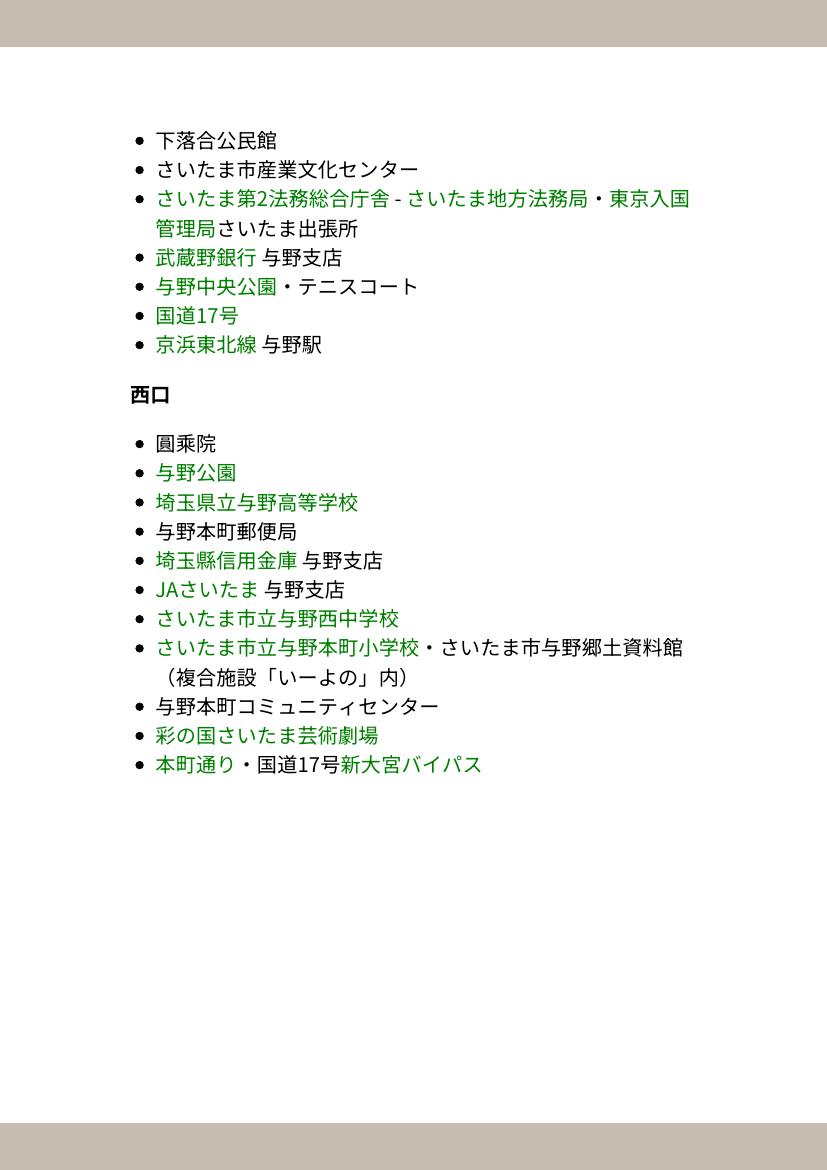 下落合公民館
さいたま市産業文化センター
さいたま第2法務総合庁舎 - さいたま地方法務局・東京入国
管理局さいたま出張所
武蔵野銀行 与野支店
与野中央公園・テニスコート
国道17号
京浜東北線 与野駅
西口
圓乗院
与野公園
埼玉県立与野高等学校
与野本町郵便局
埼玉縣信用金庫 与野支店
JAさいたま 与野支店
さいたま市立与野西中学校
さいたま市立与野本町小学校・さいたま市与野郷土資料館
（複合施設「いーよの」内）
与野本町コミュニティセンター
彩の国さいたま芸術劇場
本町通り・国道17号新大宮バイパス